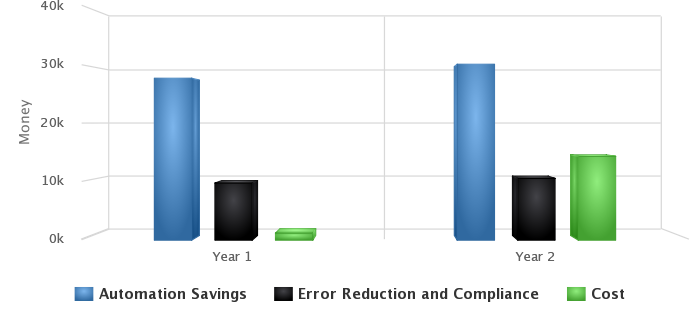 40k
30k
20k
10k
0k
Money
Year 1
Year 2
Automation Savings
Error Reduction and Compliance
Cost